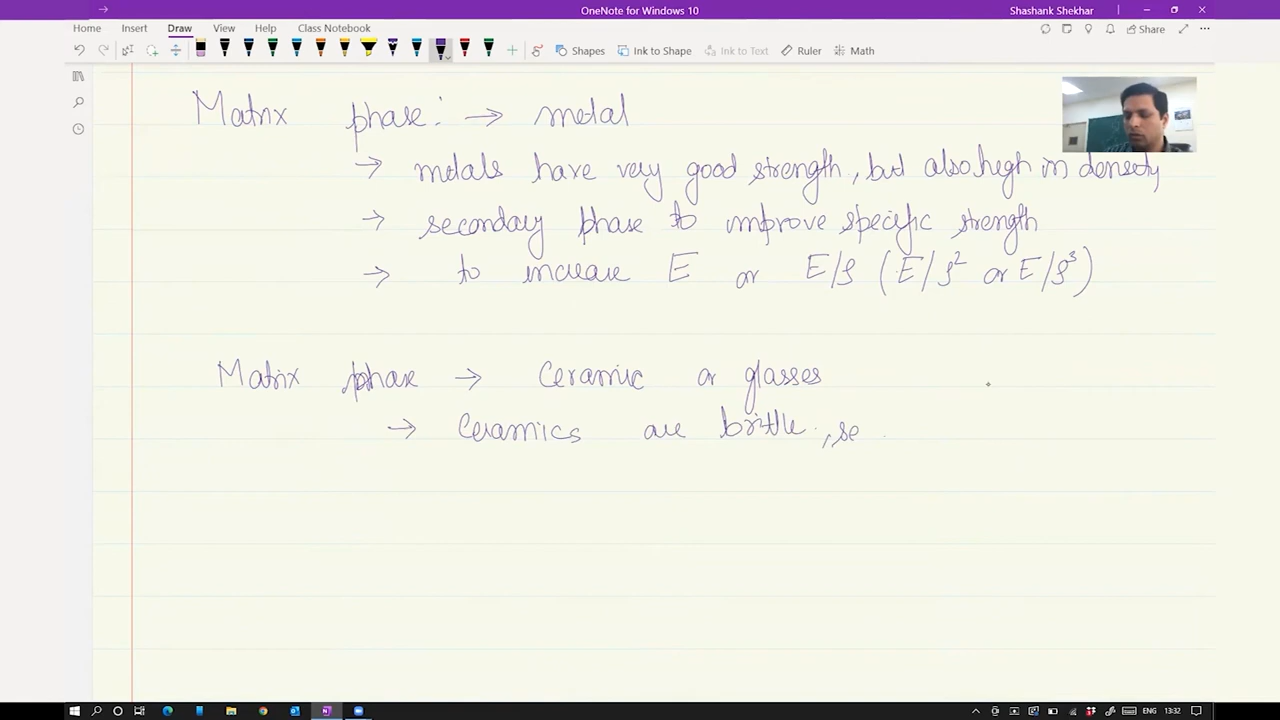 OneNote for Windows 10
Shashank Shekhar
Home Insert Draw View Help Class Notebook
Share
Shapes Ink to Shape Ink to Text Ruler Math
Matrix phase: → metal
→ metals have very good strength, but also high in density
→ secondary phase to improve specific strength
→ to increase E or E/ρ (E/ρ² or E/ρ³)
Matrix phase → Ceramic or glasses
→ Ceramics are brittle, se
ENG 13:32